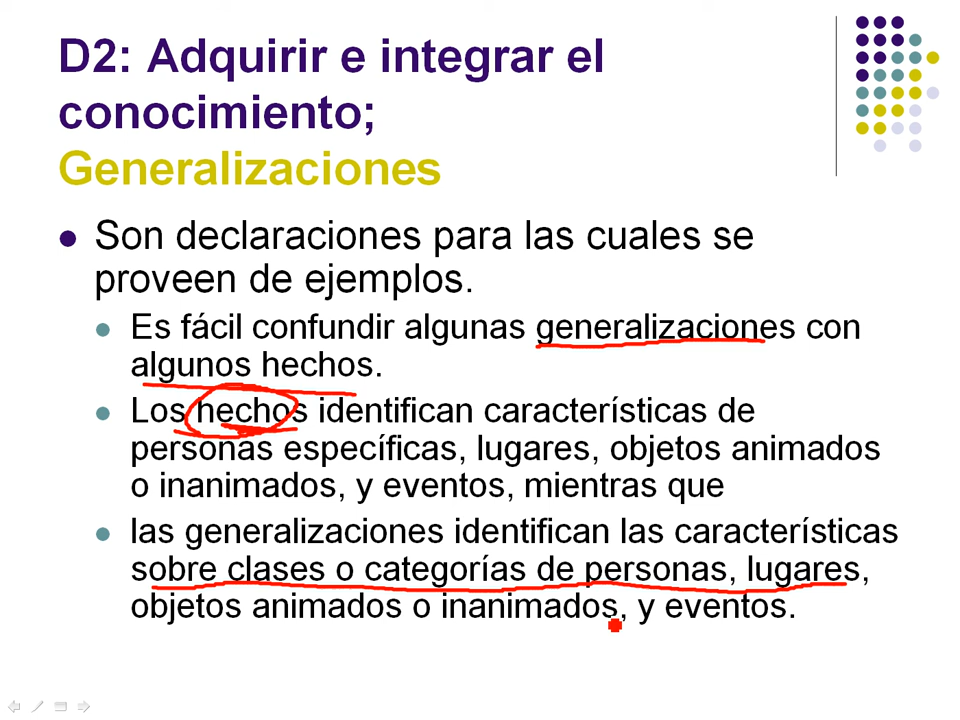 D2: Adquirir e integrar el
conocimiento;
Generalizaciones
Son declaraciones para las cuales se
proveen de ejemplos.
Es fácil confundir algunas generalizaciones con
algunos hechos.
Los hechos identifican características de
personas específicas, lugares, objetos animados
o inanimados, y eventos, mientras que
las generalizaciones identifican las características
sobre clases o categorías de personas, lugares,
objetos animados o inanimados, y eventos.